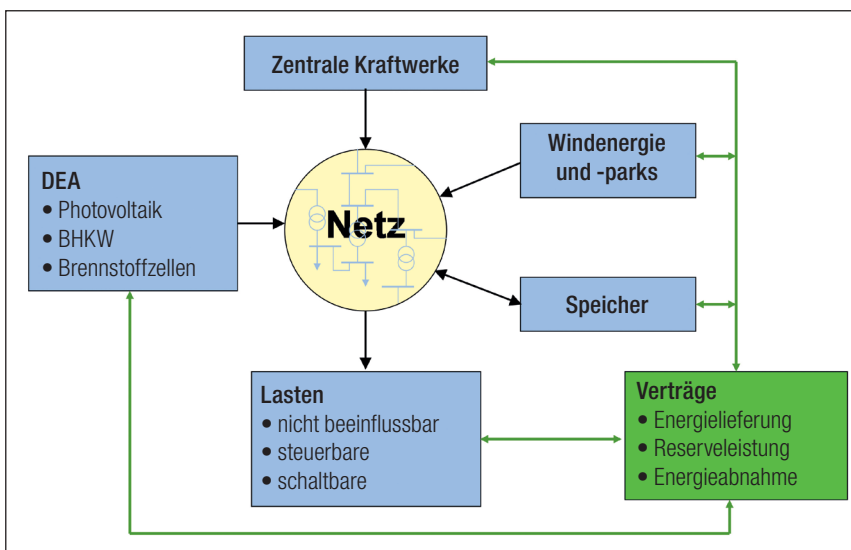 Zentrale Kraftwerke
Windenergie
und -parks
DEA
• Photovoltaik
• BHKW
• Brennstoffzellen
Netz
Speicher
Lasten
• nicht beeinflussbar
• steuerbare
• schaltbare
Verträge
• Energielieferung
• Reserveleistung
• Energieabnahme